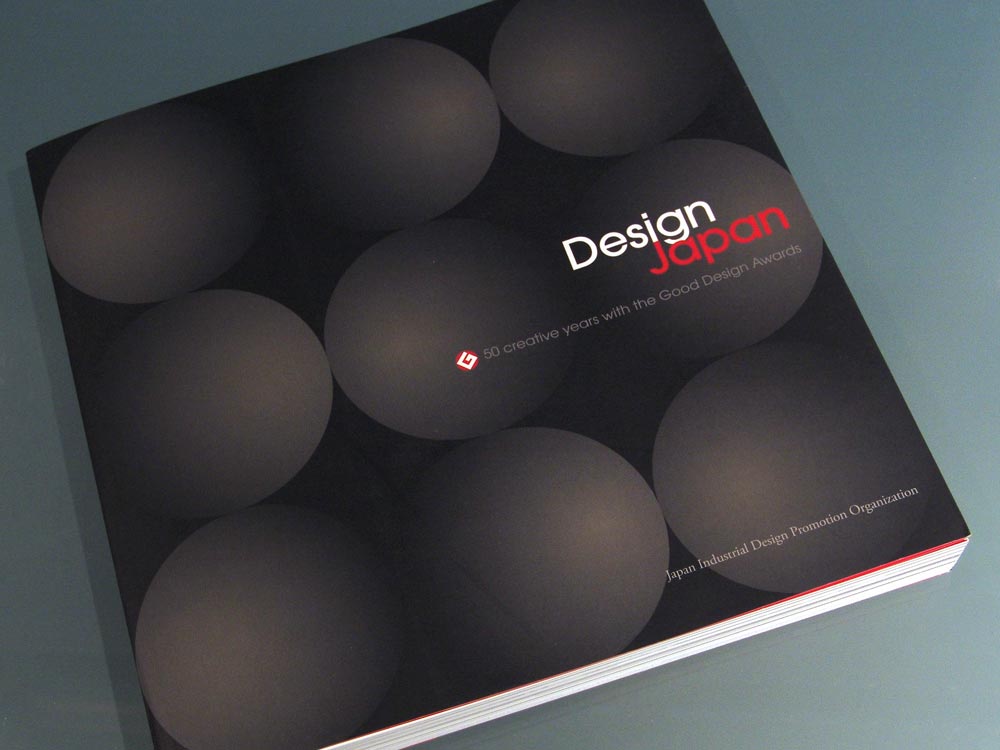 Design
Japan
G 50 creative years with the Good Design Awards
Japan Industrial Design Promotion Organization